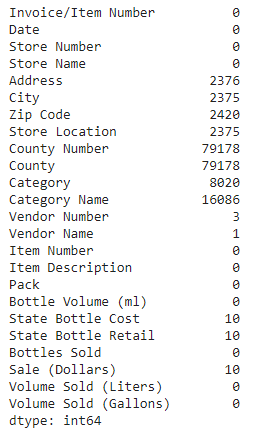 Invoice/Item Number 0
Date 0
Store Number 0
Store Name 0
Address 2376
City 2375
Zip Code 2420
Store Location 2375
County Number 79178
County 79178
Category 8020
Category Name 16086
Vendor Number 3
Vendor Name 1
Item Number 0
Item Description 0
Pack 0
Bottle Volume (ml) 0
State Bottle Cost 10
State Bottle Retail 10
Bottles Sold 0
Sale (Dollars) 10
Volume Sold (Liters) 0
Volume Sold (Gallons) 0
dtype: int64